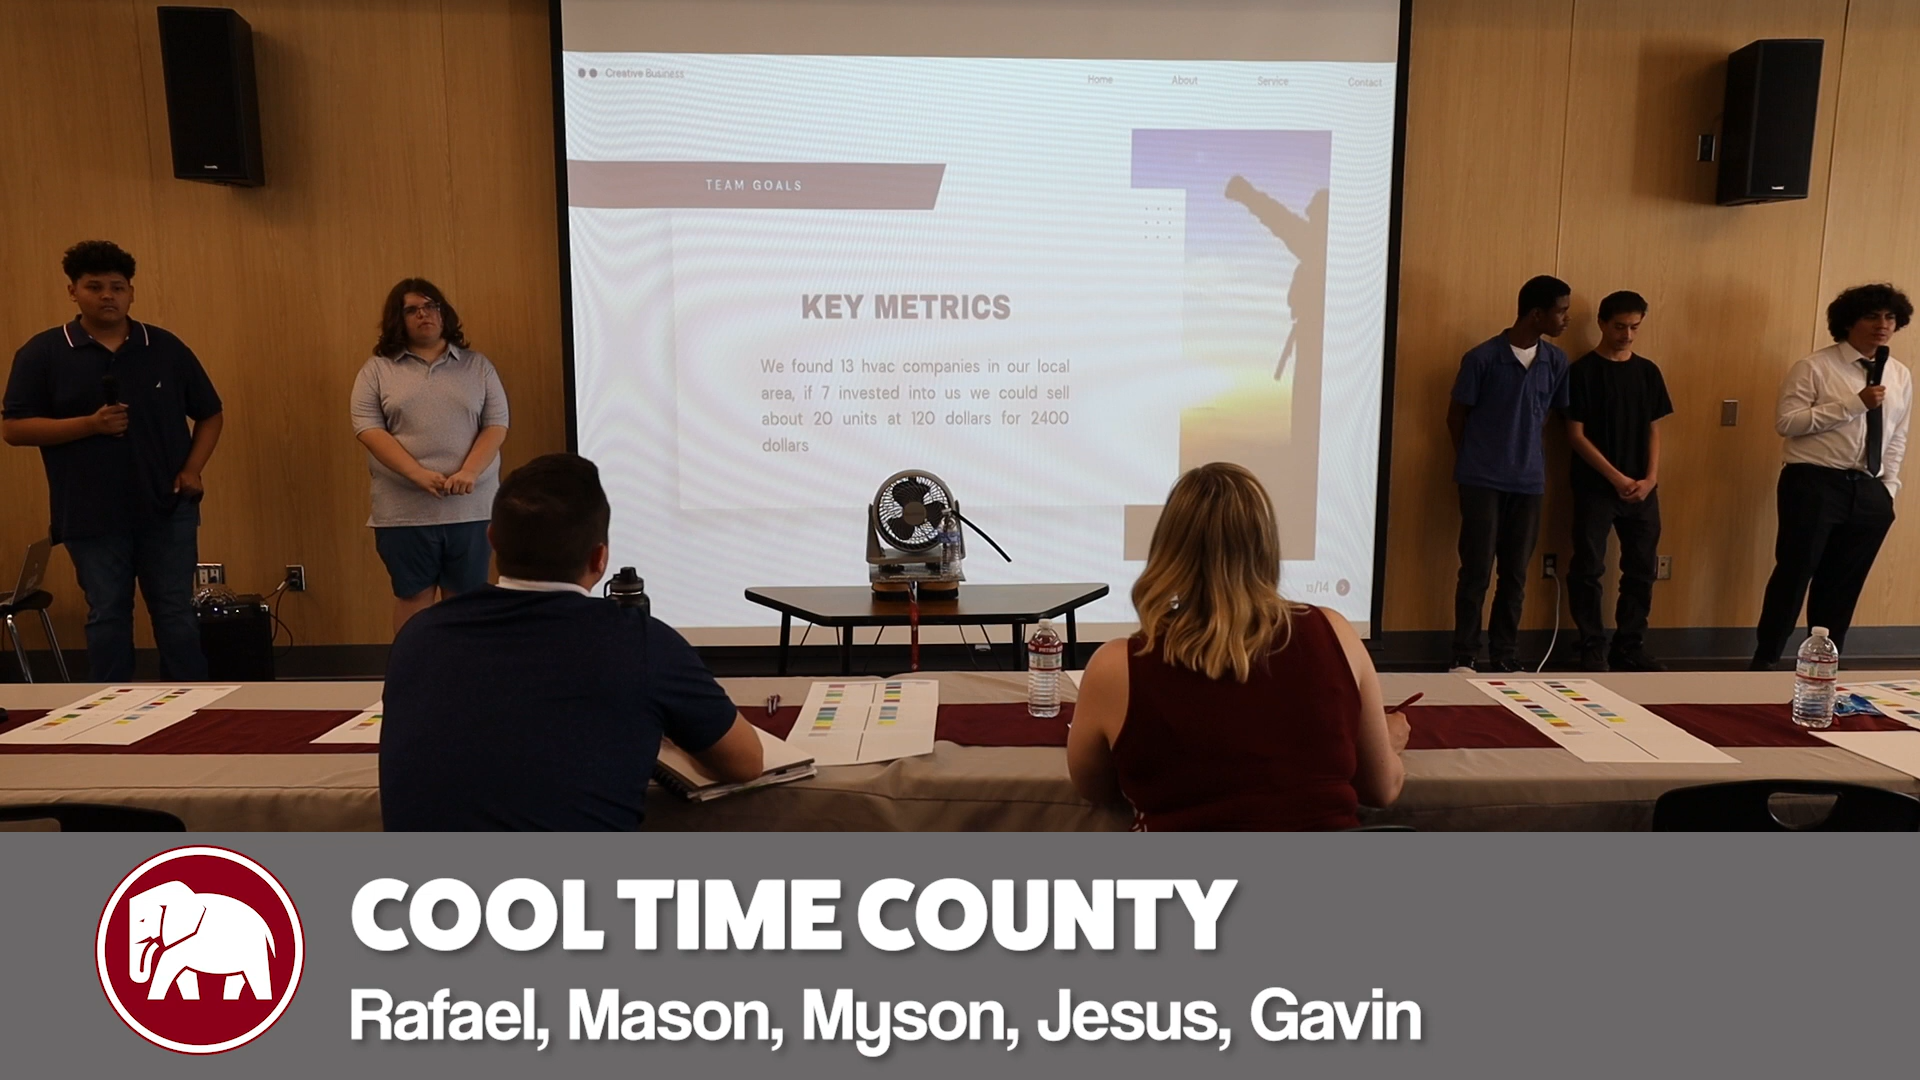 Creative Business
Home About Service Contact
TEAM GOALS
KEY METRICS
We found 13 hvac companies in our local
area, if 7 invested into us we could sell
about 20 units at 120 dollars for 2400
dollars
13/14
COOL TIME COUNTY
Rafael, Mason, Myson, Jesus, Gavin